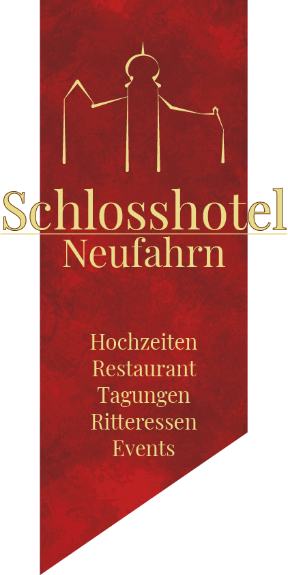 Schlosshotel
Neufahrn
Hochzeiten
Restaurant
Tagungen
Ritteressen
Events